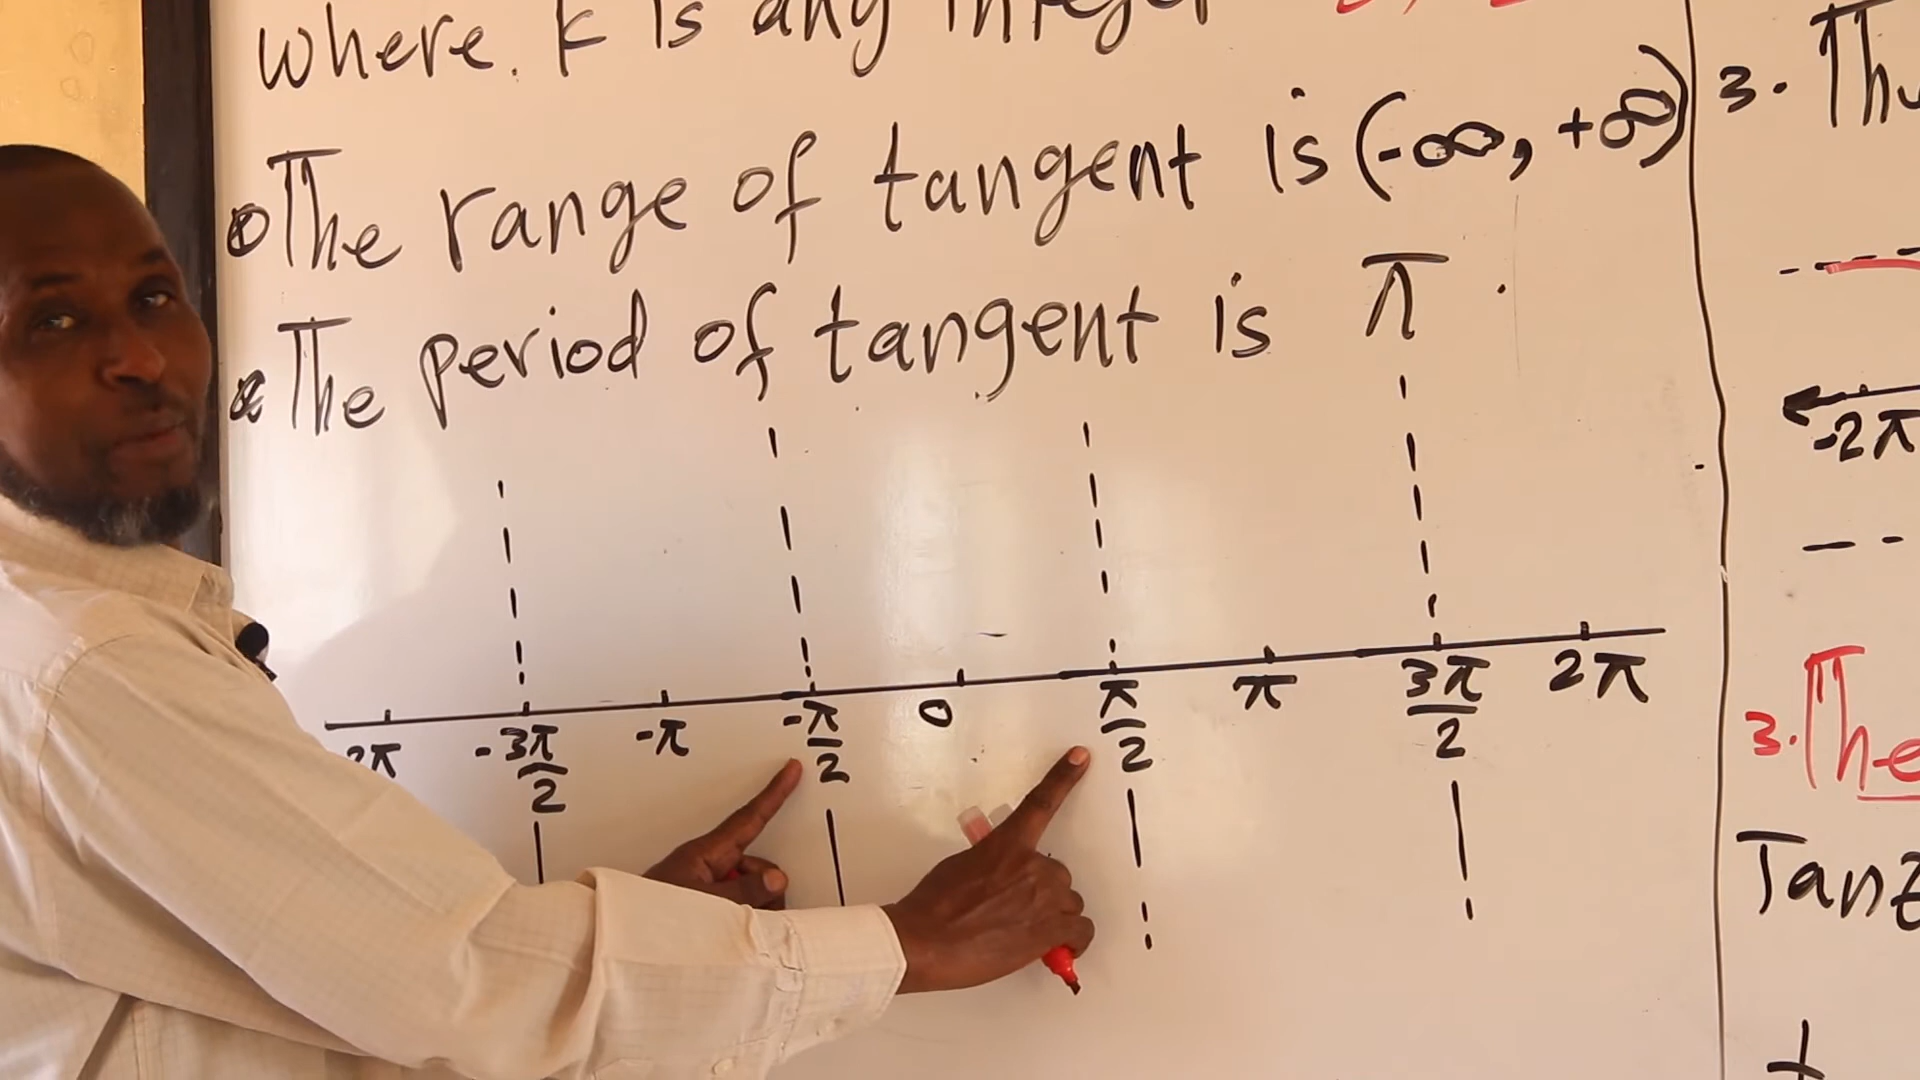 where k is any integer
The range of tangent is (-∞, +∞)
The period of tangent is π.
2π -3π/2 -π -π/2 0 π/2 π 3π/2 2π
3.
-2π
3. The